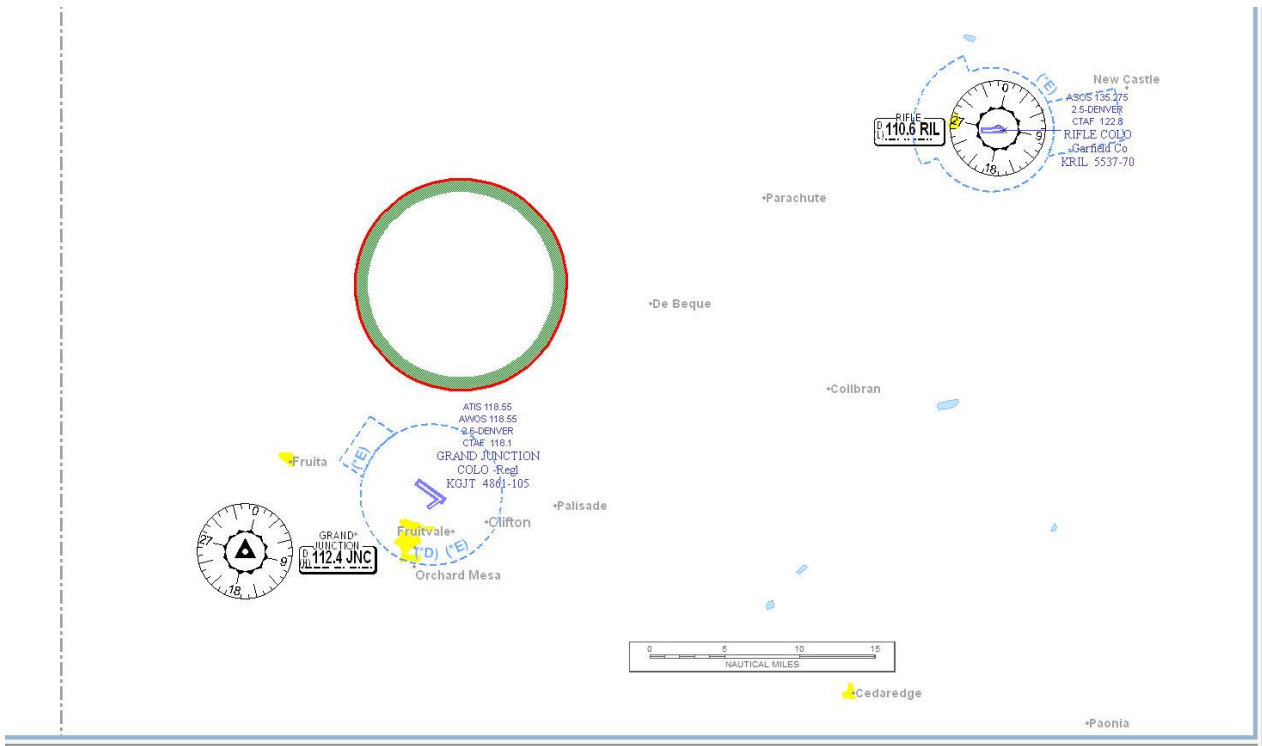 New Castle
(*E)
ASOS 135.275
2.5-DENVER
CTAF 122.8
RIFLE COLO
-Garfield Co
KRIL 5537-70
RIFLE
D
(L)
110.6 RIL
0
9
18
27
•Parachute
•De Beque
•Collbran
ATIS 118.55
AWOS 118.55
2.6-DENVER
CTAF 118.1
GRAND JUNCTION
COLO -Regl
KGJT 4861-105
(*E)
•Fruita
•Palisade
•Clifton
Fruitvale•
(*D) (*E)
Orchard Mesa
GRAND
JUNCTION
D
(H)
112.4 JNC
0
9
18
27
0 5 10 15
NAUTICAL MILES
•Cedaredge
•Paonia